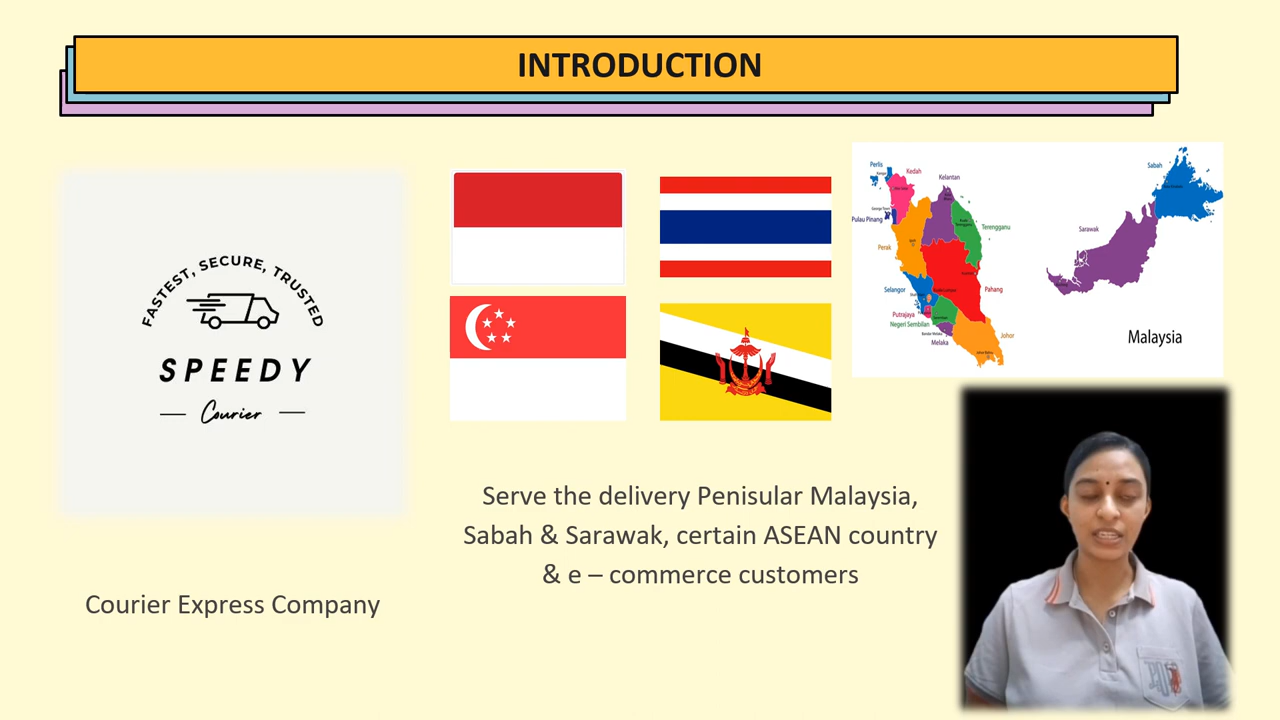 INTRODUCTION
FASTEST, SECURE, TRUSTED
SPEEDY
Courier
Courier Express Company
Serve the delivery Penisular Malaysia,
Sabah & Sarawak, certain ASEAN country
& e – commerce customers
Perlis
Kedah
Kelantan
Pulau Pinang
Terengganu
Perak
Selangor
Pahang
Putrajaya
Negeri Sembilan
Melaka
Johor
Sabah
Sarawak
Malaysia